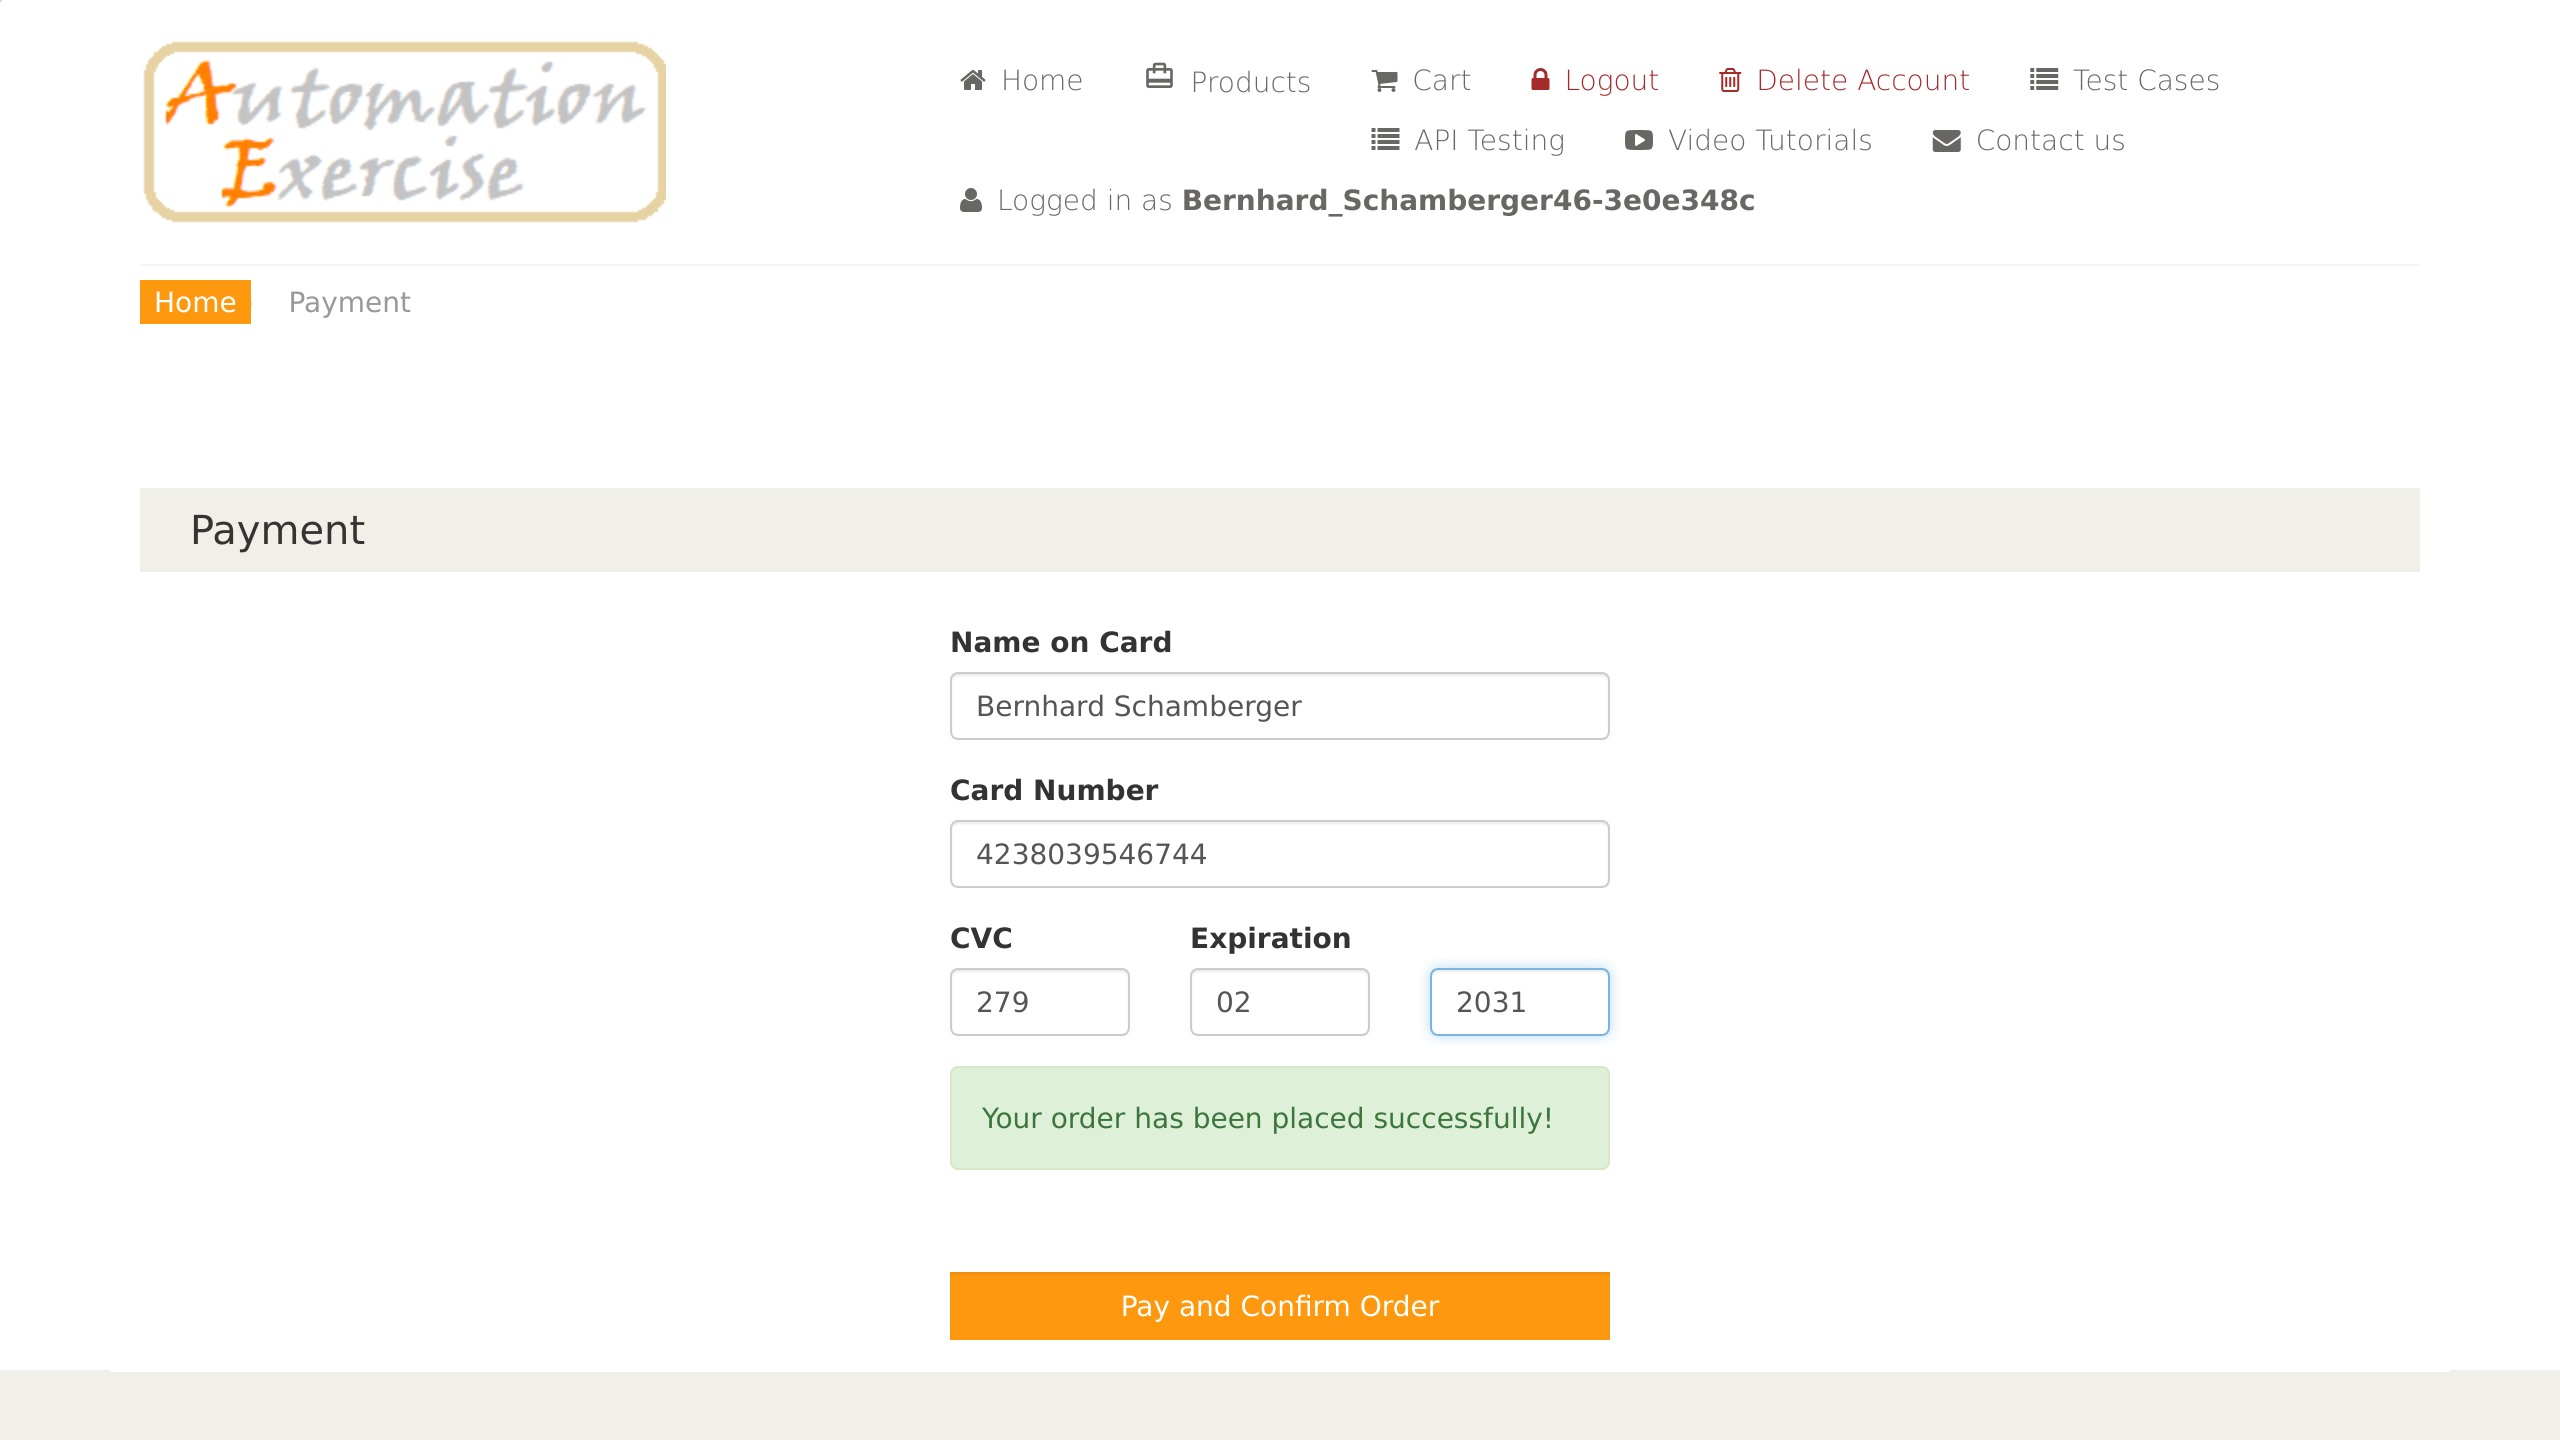 Automation
Exercise
Home Products Cart Logout Delete Account Test Cases
API Testing Video Tutorials Contact us
Logged in as Bernhard_Schamberger46-3e0e348c
Home Payment
Payment
Name on Card
Bernhard Schamberger
Card Number
4238039546744
CVC Expiration
279 02 2031
Your order has been placed successfully!
Pay and Confirm Order